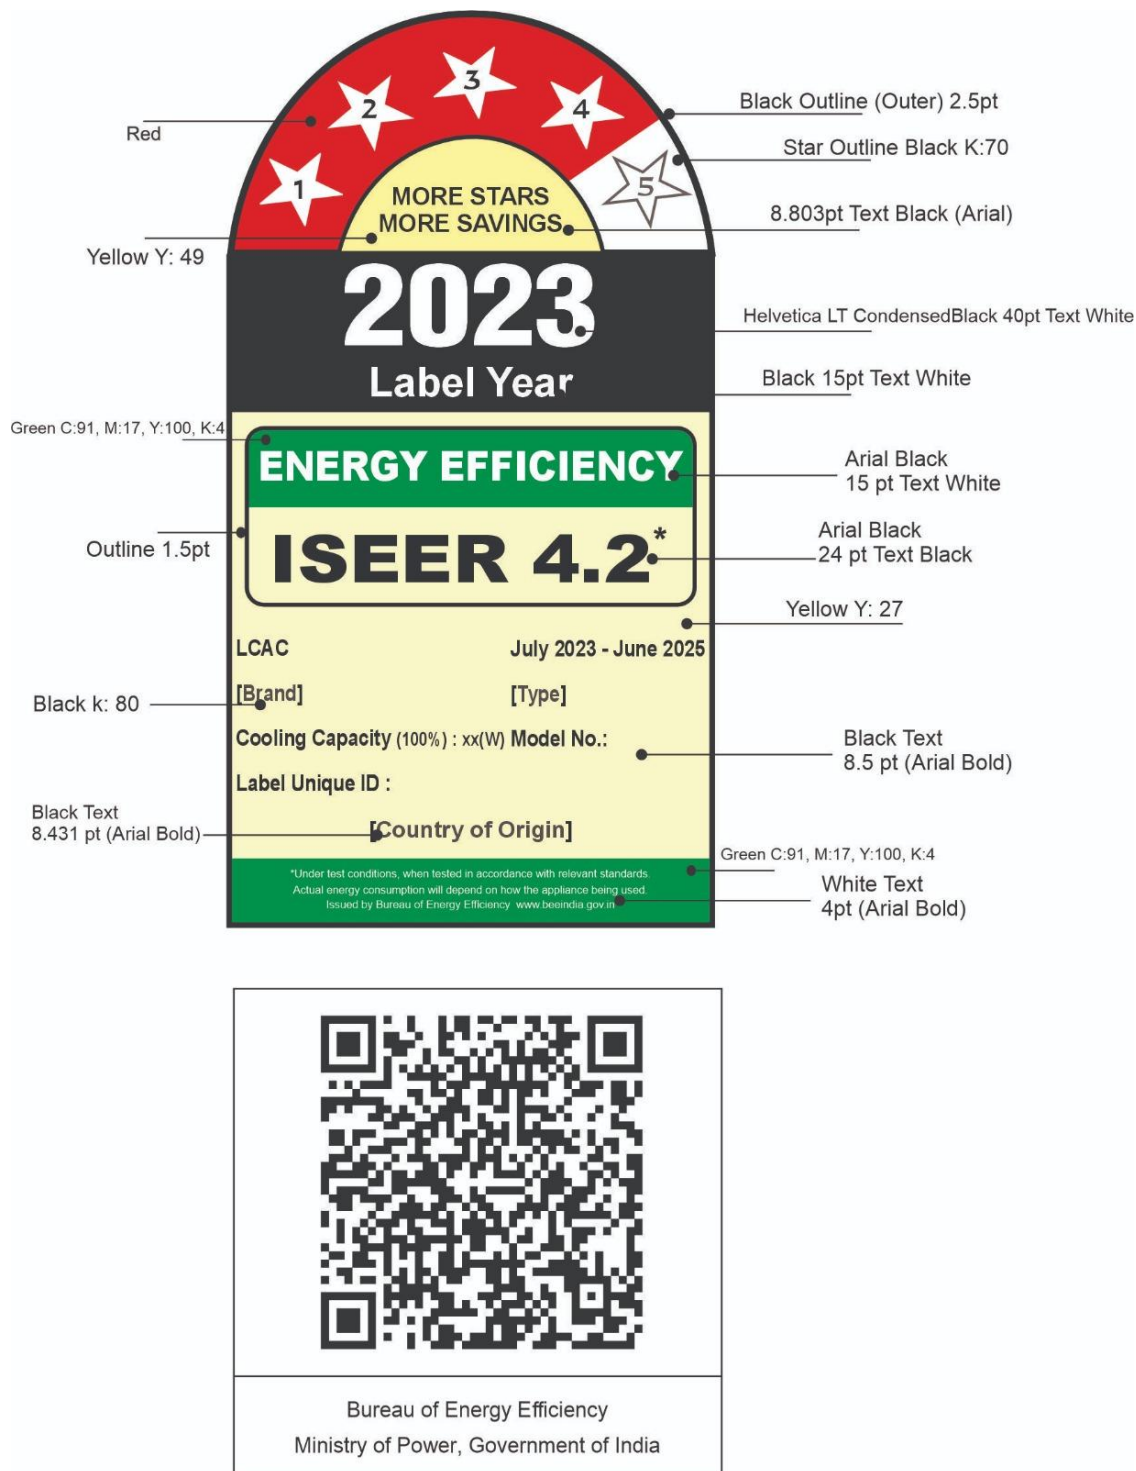 1
2
3
4
5
MORE STARS
MORE SAVINGS
Red
Yellow Y: 49
Black Outline (Outer) 2.5pt
Star Outline Black K:70
8.803pt Text Black (Arial)
2023
Helvetica LT CondensedBlack 40pt Text White
Label Year
Black 15pt Text White
Green C:91, M:17, Y:100, K:4
ENERGY EFFICIENCY
Arial Black
15 pt Text White
Outline 1.5pt
ISEER 4.2*
Arial Black
24 pt Text Black
Yellow Y: 27
LCAC July 2023 - June 2025
[Brand] [Type]
Black k: 80
Cooling Capacity (100%) : xx(W) Model No.:
Black Text
8.5 pt (Arial Bold)
Label Unique ID :
Black Text
8.431 pt (Arial Bold)
[Country of Origin]
Green C:91, M:17, Y:100, K:4
*Under test conditions, when tested in accordance with relevant standards.
Actual energy consumption will depend on how the appliance being used.
Issued by Bureau of Energy Efficiency www.beeindia.gov.in
White Text
4pt (Arial Bold)
Bureau of Energy Efficiency
Ministry of Power, Government of India